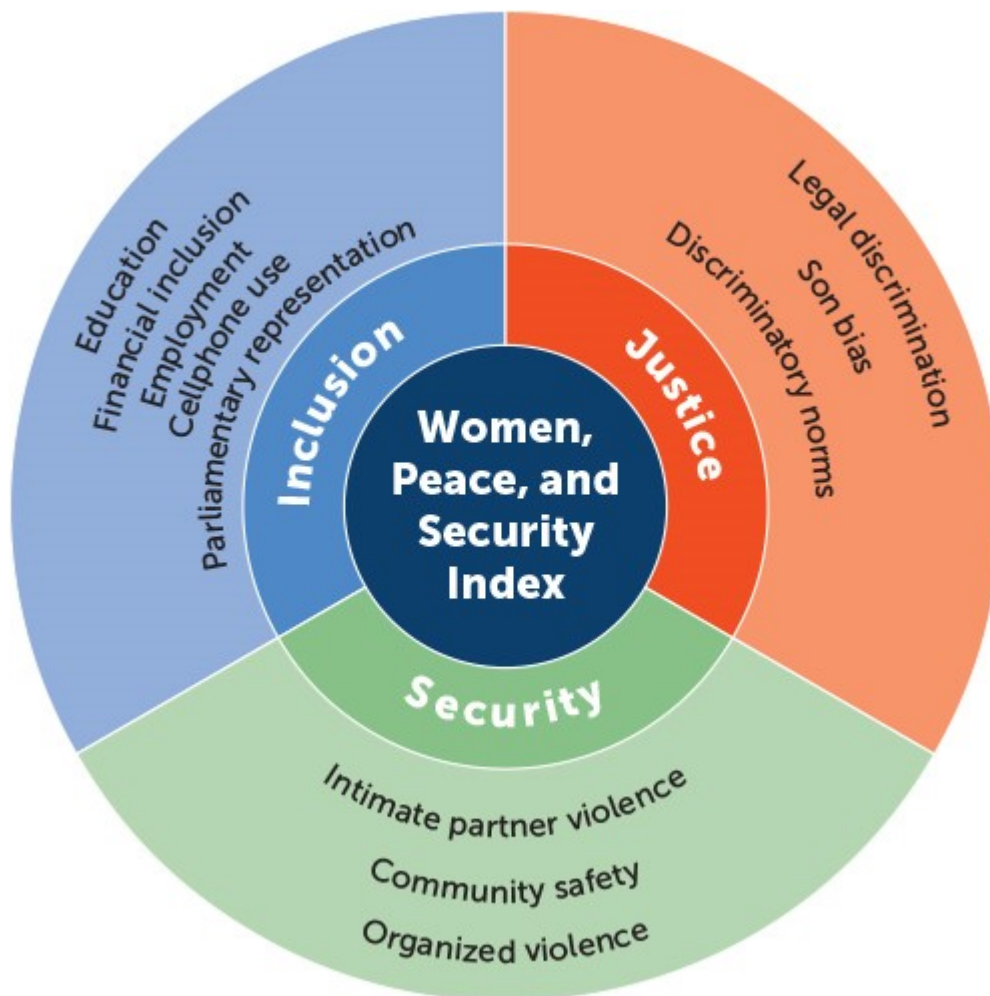 Women,
Peace, and
Security
Index
Inclusion
Education
Financial inclusion
Employment
Cellphone use
Parliamentary representation
Justice
Legal discrimination
Son bias
Discriminatory norms
Security
Intimate partner violence
Community safety
Organized violence